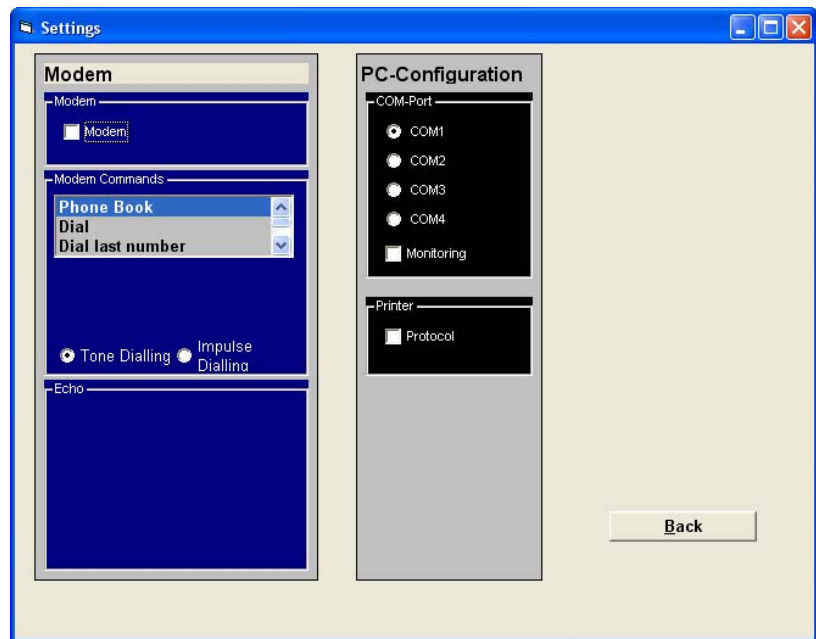 Settings
Modem
Modem
Modem
Modem Commands
Phone Book
Dial
Dial last number
Tone Dialling
Impulse
Dialling
Echo
PC-Configuration
COM-Port
COM1
COM2
COM3
COM4
Monitoring
Printer
Protocol
Back